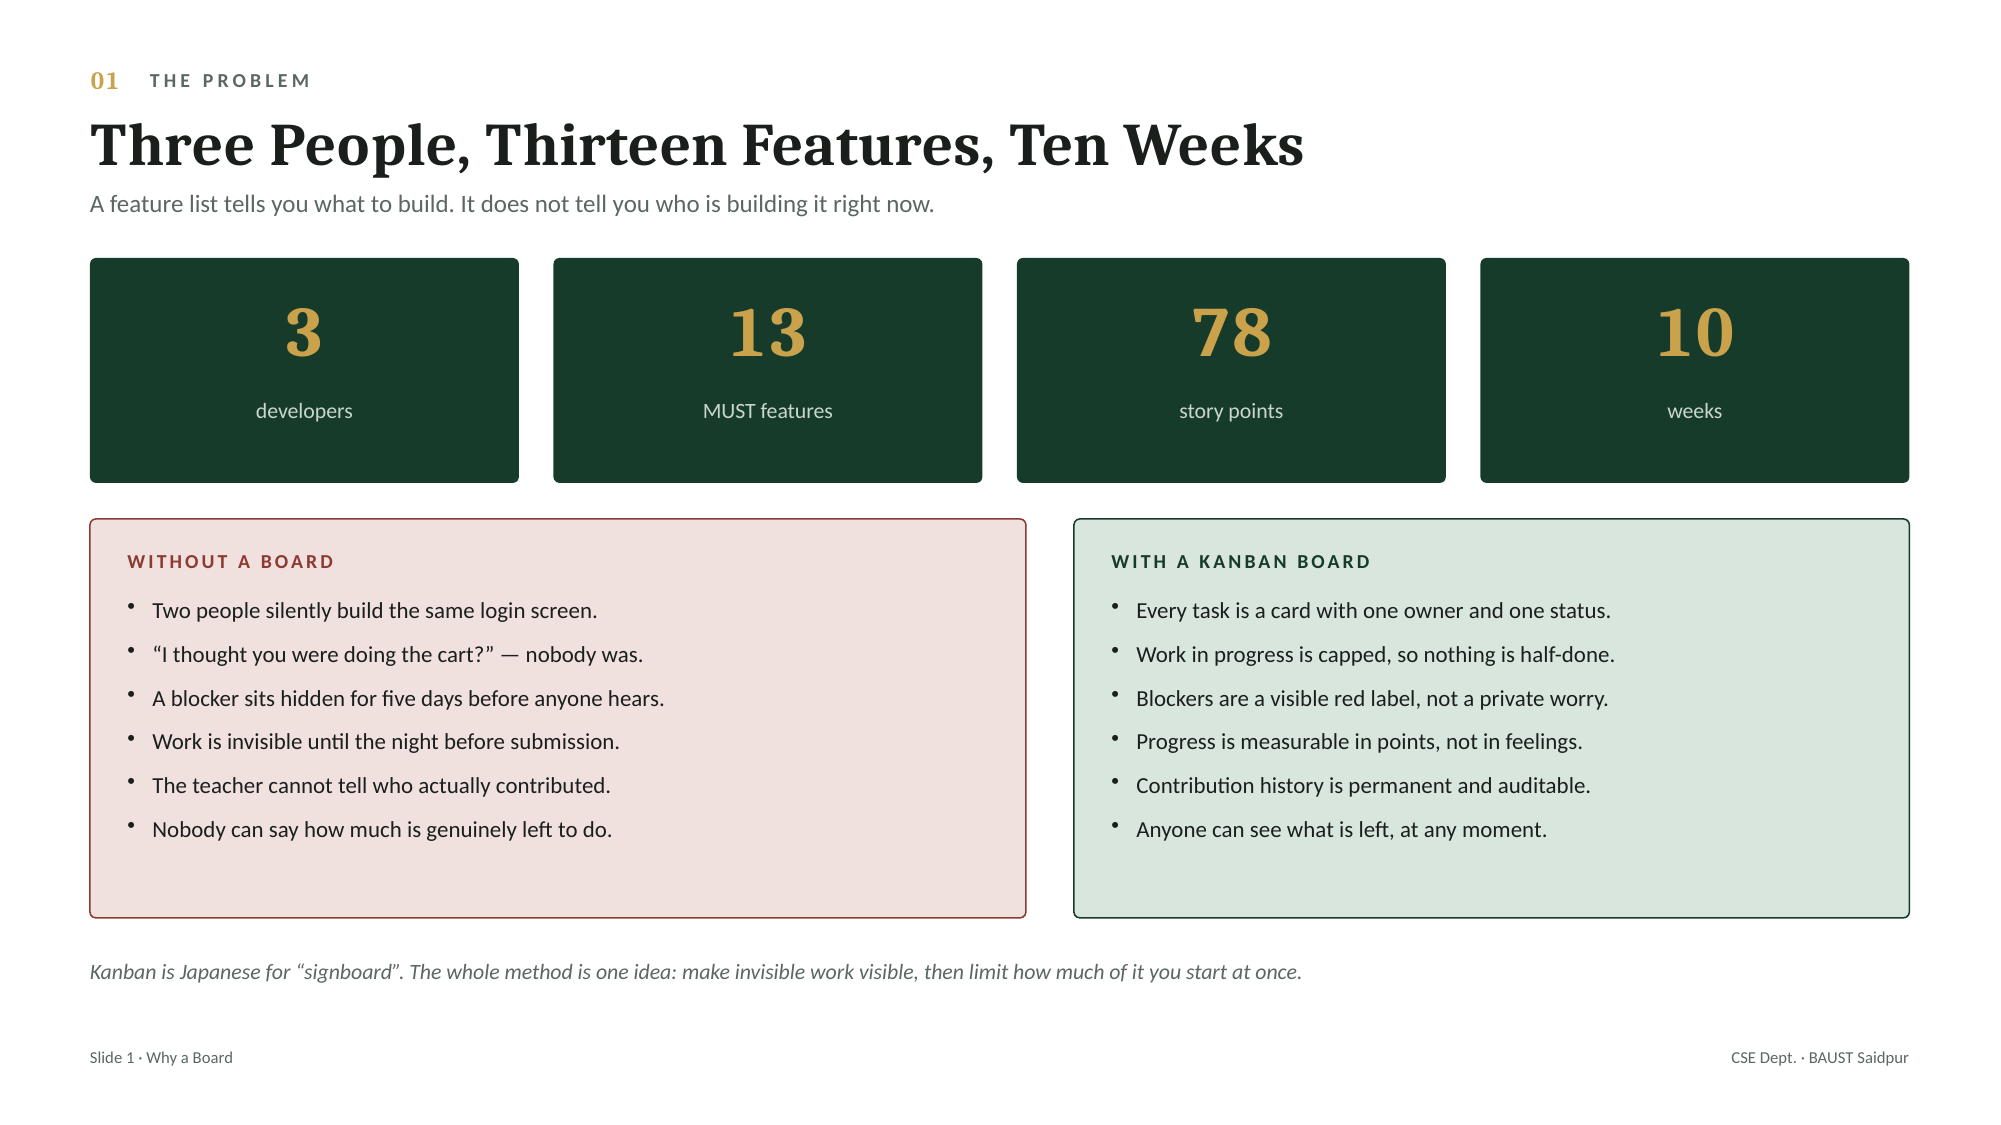 01 THE PROBLEM
Three People, Thirteen Features, Ten Weeks
A feature list tells you what to build. It does not tell you who is building it right now.
3
developers
13
MUST features
78
story points
10
weeks
WITHOUT A BOARD
• Two people silently build the same login screen.
• “I thought you were doing the cart?” — nobody was.
• A blocker sits hidden for five days before anyone hears.
• Work is invisible until the night before submission.
• The teacher cannot tell who actually contributed.
• Nobody can say how much is genuinely left to do.
WITH A KANBAN BOARD
• Every task is a card with one owner and one status.
• Work in progress is capped, so nothing is half-done.
• Blockers are a visible red label, not a private worry.
• Progress is measurable in points, not in feelings.
• Contribution history is permanent and auditable.
• Anyone can see what is left, at any moment.
Kanban is Japanese for “signboard”. The whole method is one idea: make invisible work visible, then limit how much of it you start at once.
Slide 1 · Why a Board
CSE Dept. · BAUST Saidpur